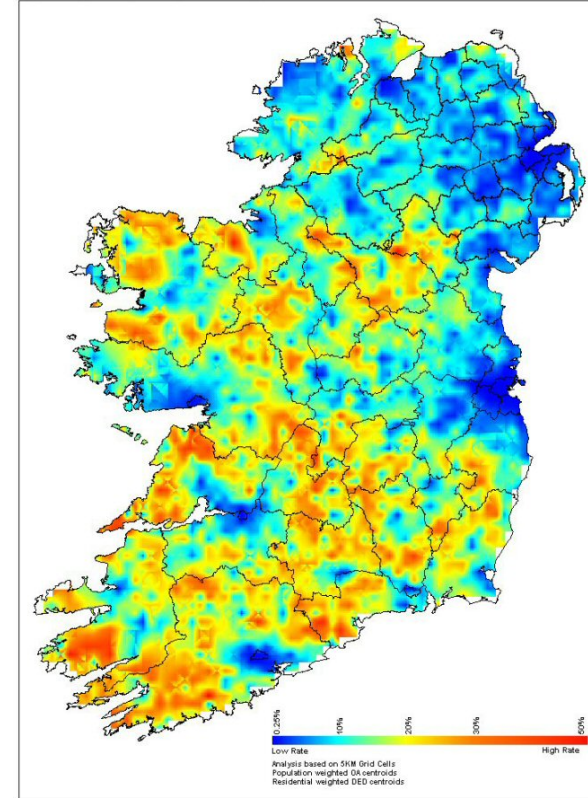 0.25%
10%
20%
30%
50%
Low Rate
High Rate
Analysis based on 5KM Grid Cells
Population weighted OA centroids
Residential weighted DED centroids